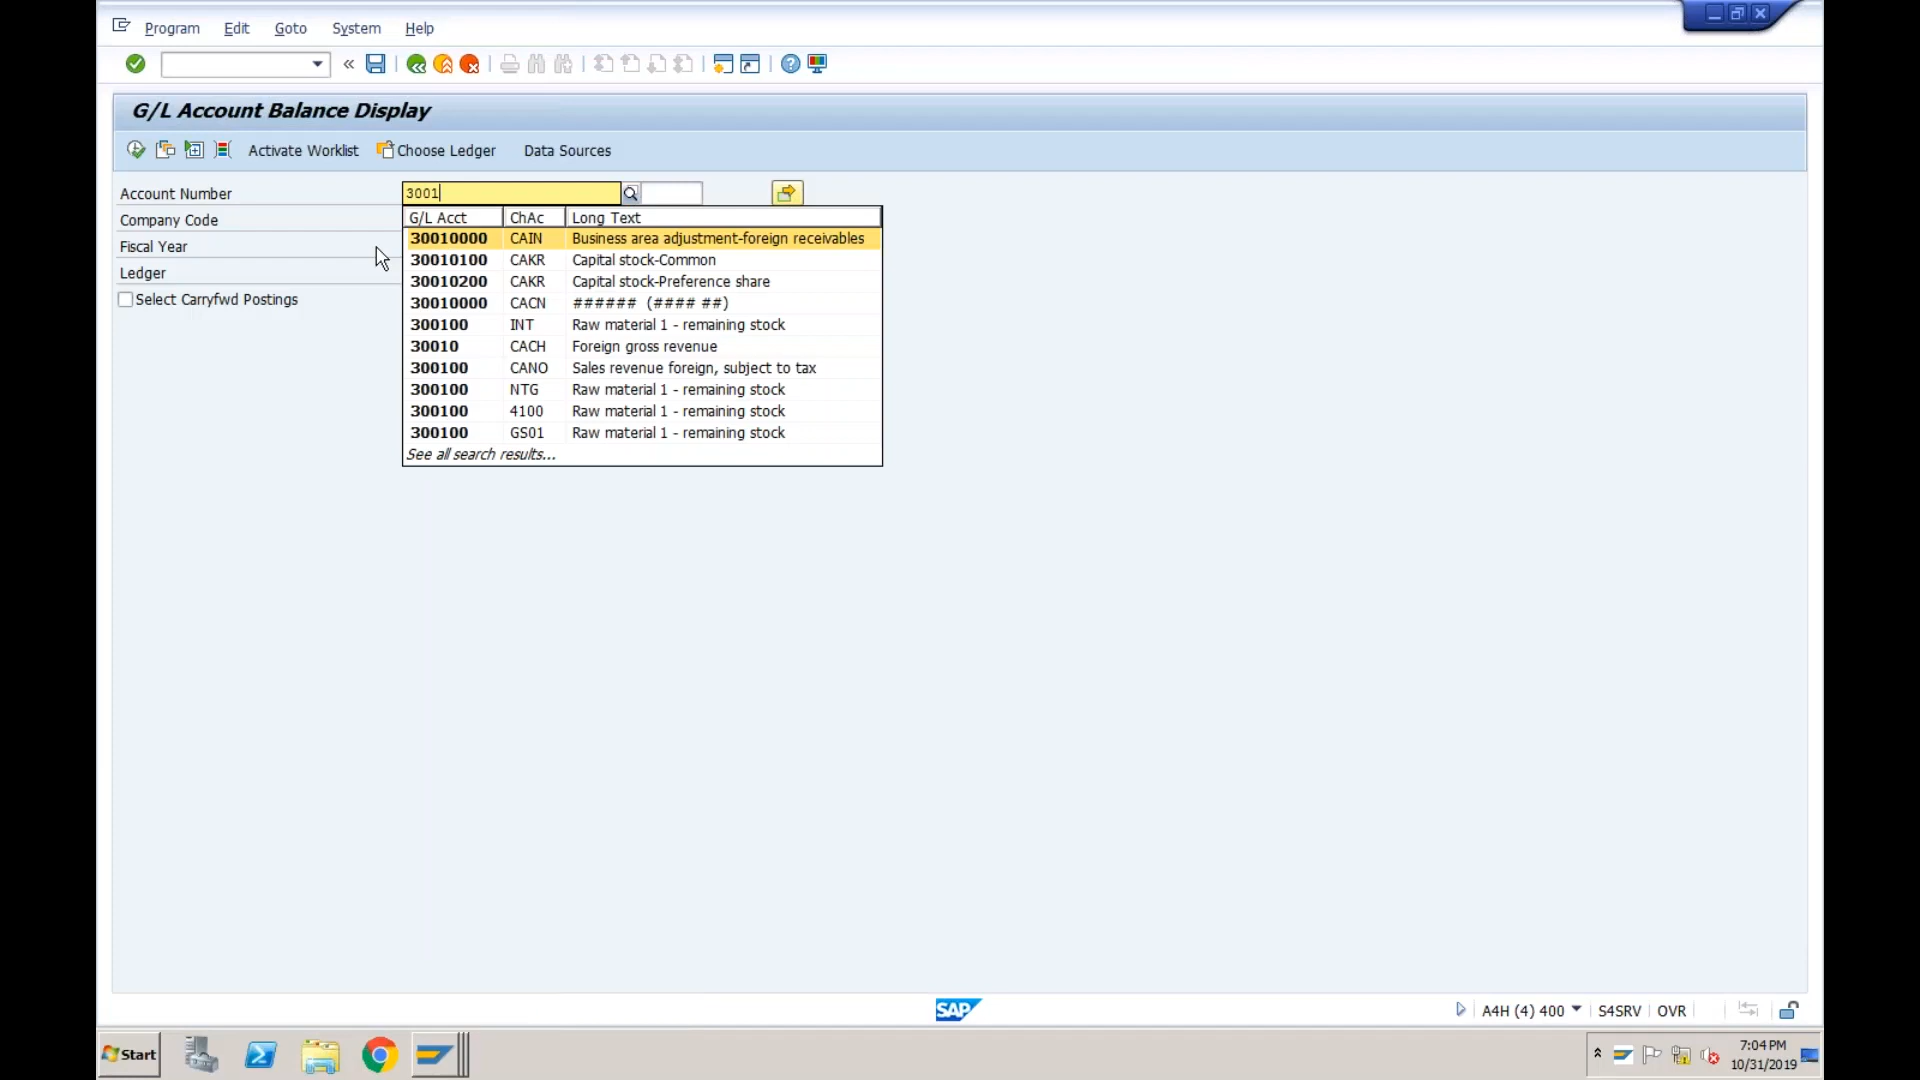 Program Edit Goto System Help
«
G/L Account Balance Display
Activate Worklist Choose Ledger Data Sources
Account Number 3001
Company Code
Fiscal Year
Ledger
Select Carryfwd Postings
G/L Acct ChAc Long Text
30010000 CAIN Business area adjustment-foreign receivables
30010100 CAKR Capital stock-Common
30010200 CAKR Capital stock-Preference share
30010000 CACN ###### (#### ##)
300100 INT Raw material 1 - remaining stock
30010 CACH Foreign gross revenue
300100 CANO Sales revenue foreign, subject to tax
300100 NTG Raw material 1 - remaining stock
300100 4100 Raw material 1 - remaining stock
300100 GS01 Raw material 1 - remaining stock
See all search results...
SAP A4H (4) 400 S4SRV OVR
Start 7:04 PM
10/31/2019